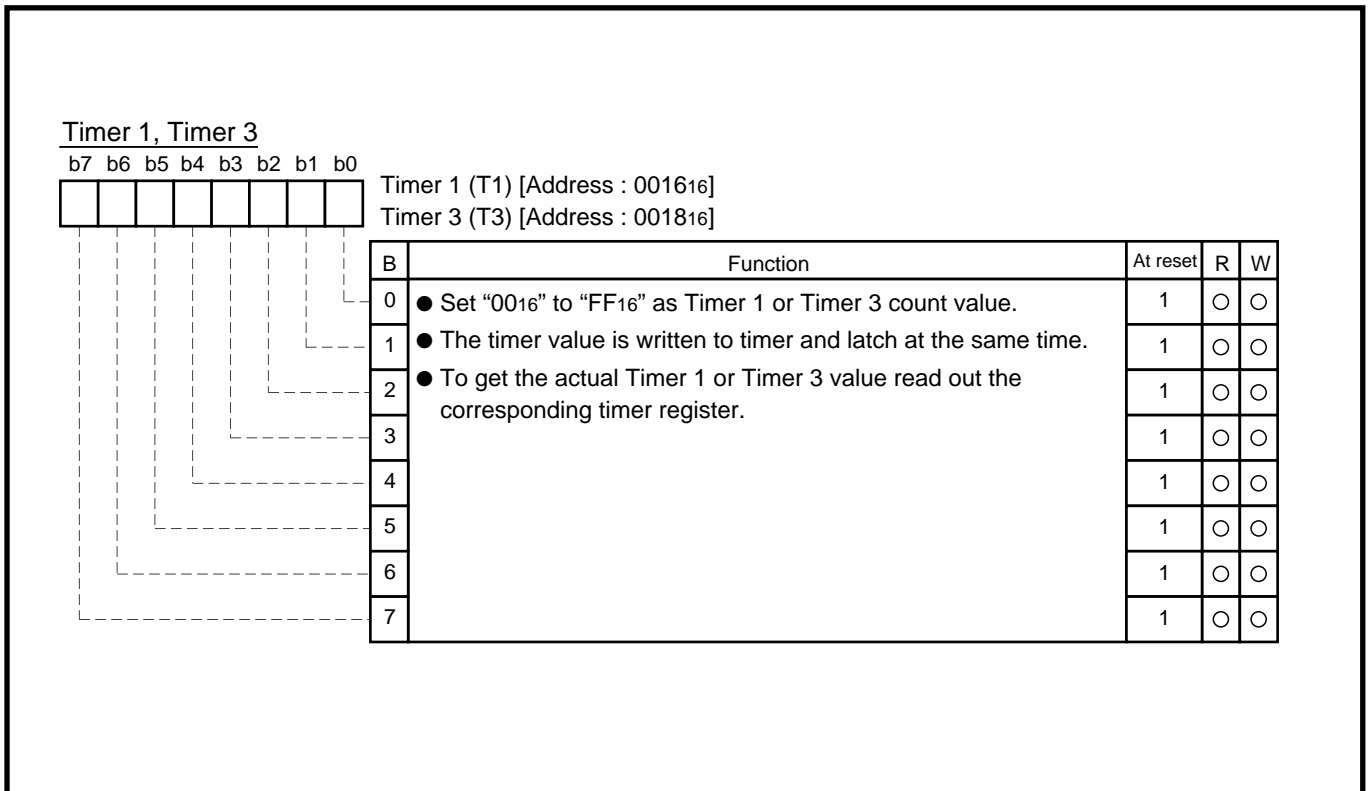 Timer 1, Timer 3
b7 b6 b5 b4 b3 b2 b1 b0
Timer 1 (T1) [Address : 001616]
Timer 3 (T3) [Address : 001816]
B Function At reset R W
0 ● Set “0016” to “FF16” as Timer 1 or Timer 3 count value. 1 ○ ○
1 ● The timer value is written to timer and latch at the same time. 1 ○ ○
2 ● To get the actual Timer 1 or Timer 3 value read out the 1 ○ ○
corresponding timer register.
3 1 ○ ○
4 1 ○ ○
5 1 ○ ○
6 1 ○ ○
7 1 ○ ○